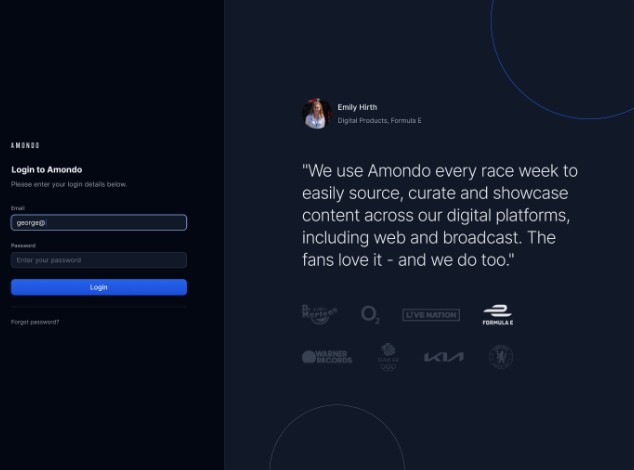 AMONDO
Login to Amondo
Please enter your login details below.
Email
george@
Password
Enter your password
Login
Forgot password?
Emily Hirth
Digital Products, Formula E
"We use Amondo every race week to
easily source, curate and showcase
content across our digital platforms,
including web and broadcast. The
fans love it - and we do too."
Dr. Martens
O2
LIVE NATION
FORMULA E
WARNER
RECORDS
KIA